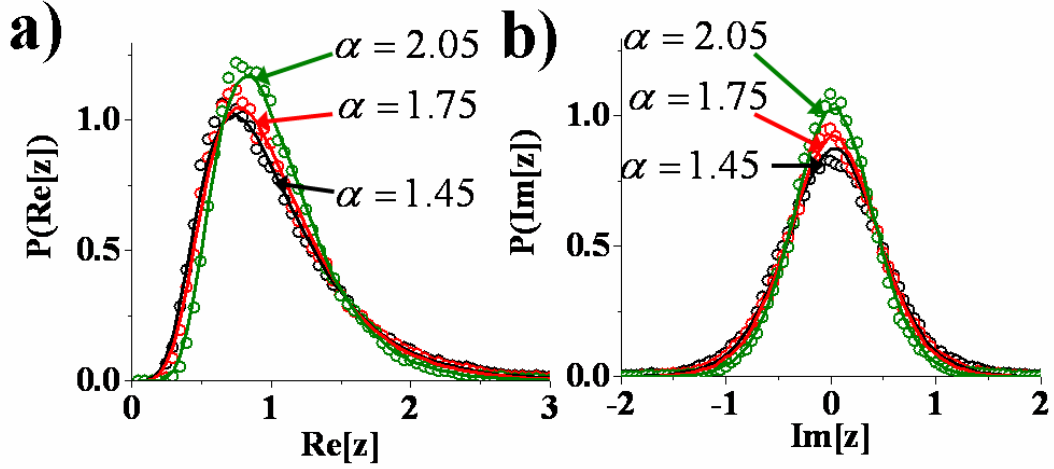 a)
α = 2.05
α = 1.75
α = 1.45
P(Re[z])
1.0
0.5
0.0
0 1 2 3
Re[z]
b)
α = 2.05
α = 1.75
α = 1.45
P(Im[z])
1.0
0.5
0.0
-2 -1 0 1 2
Im[z]